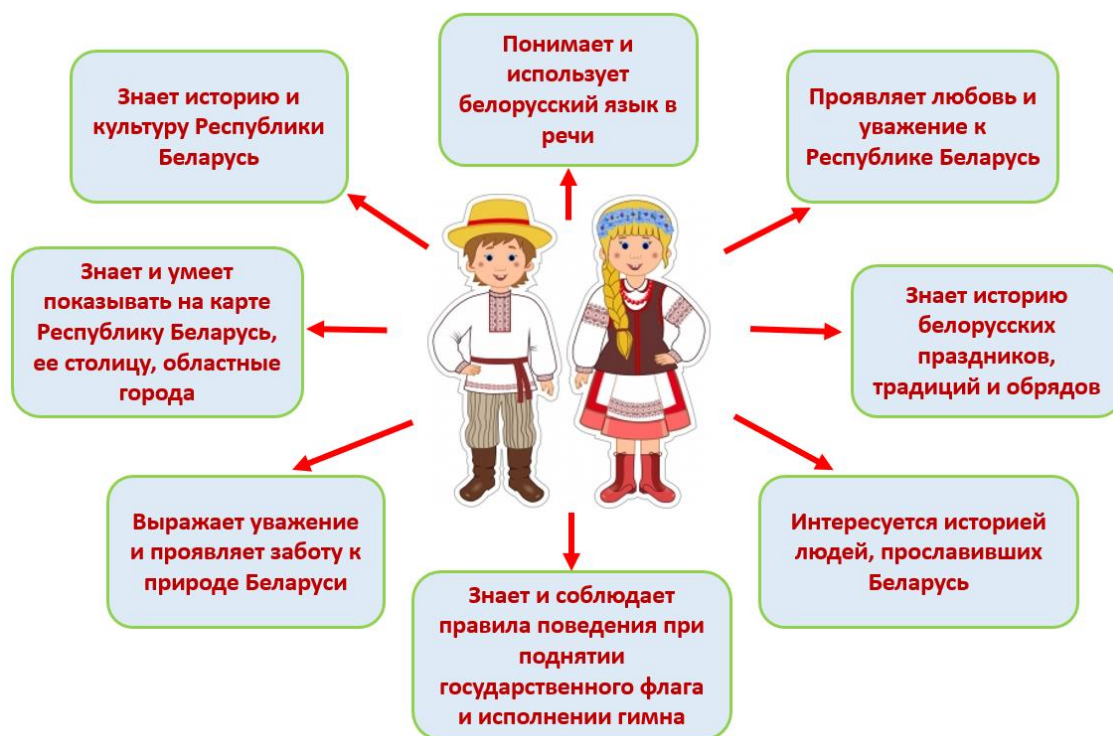 Понимает и
использует
белорусский язык в
речи
Знает историю и
культуру Республики
Беларусь
Проявляет любовь и
уважение к
Республике Беларусь
Знает и умеет
показывать на карте
Республику Беларусь,
ее столицу, областные
города
Знает историю
белорусских
праздников,
традиций и обрядов
Выражает уважение
и проявляет заботу к
природе Беларуси
Интересуется историей
людей, прославивших
Беларусь
Знает и соблюдает
правила поведения при
поднятии
государственного флага
и исполнении гимна